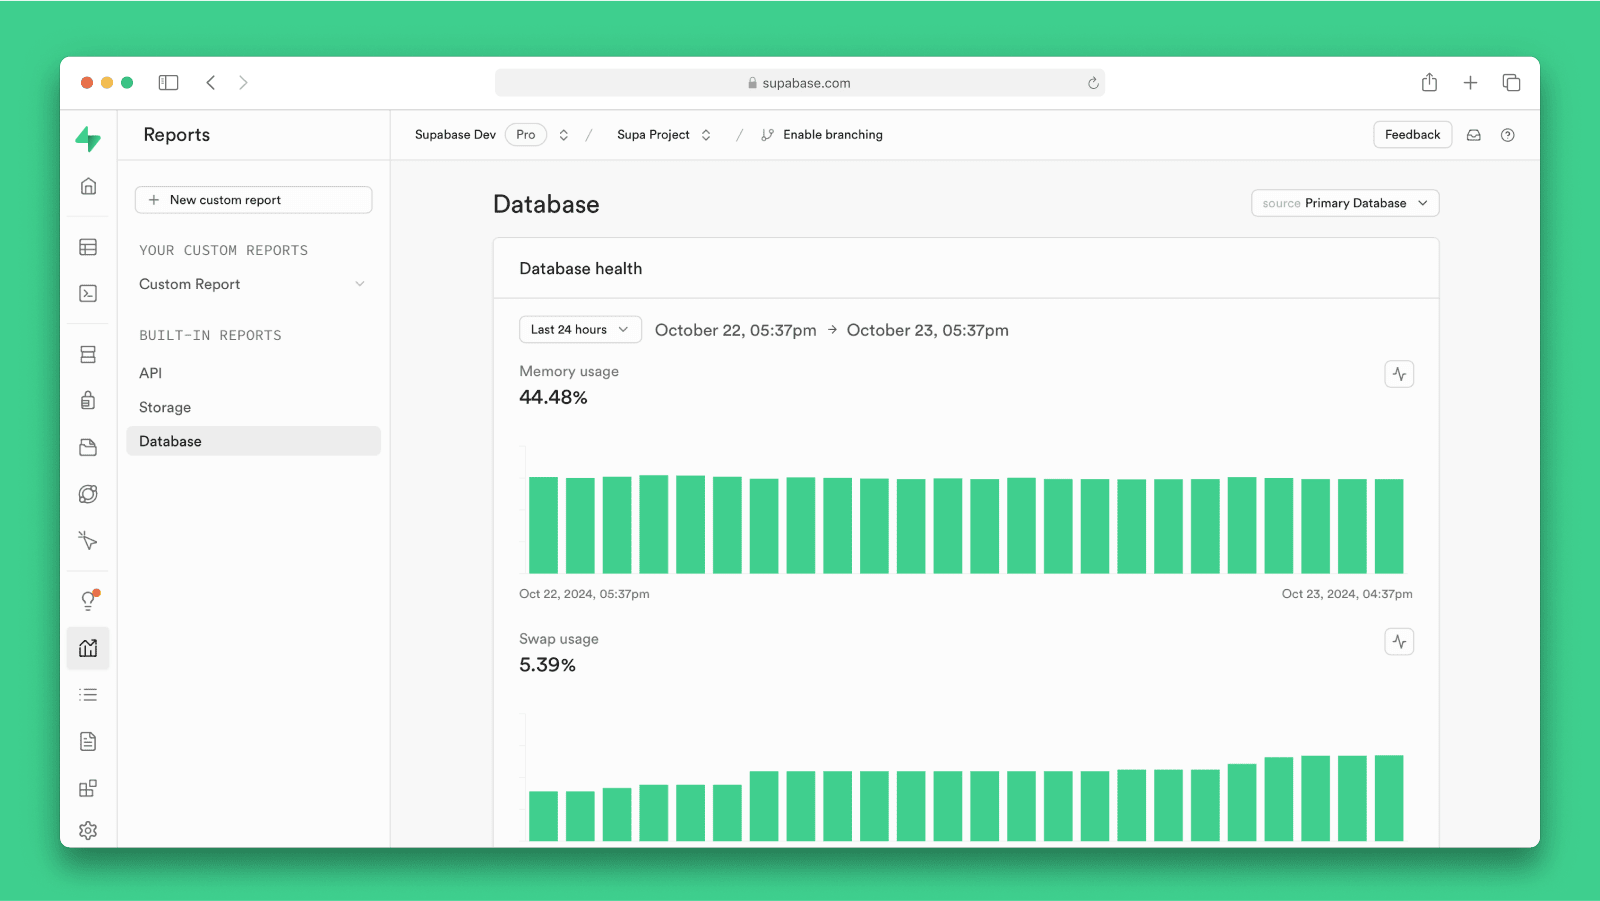 supabase.com
Reports
Supabase Dev Pro / Supa Project / Enable branching
Feedback
New custom report
YOUR CUSTOM REPORTS
Custom Report
BUILT-IN REPORTS
API
Storage
Database
Database
source Primary Database
Database health
Last 24 hours October 22, 05:37pm → October 23, 05:37pm
Memory usage
44.48%
Oct 22, 2024, 05:37pm
Oct 23, 2024, 04:37pm
Swap usage
5.39%